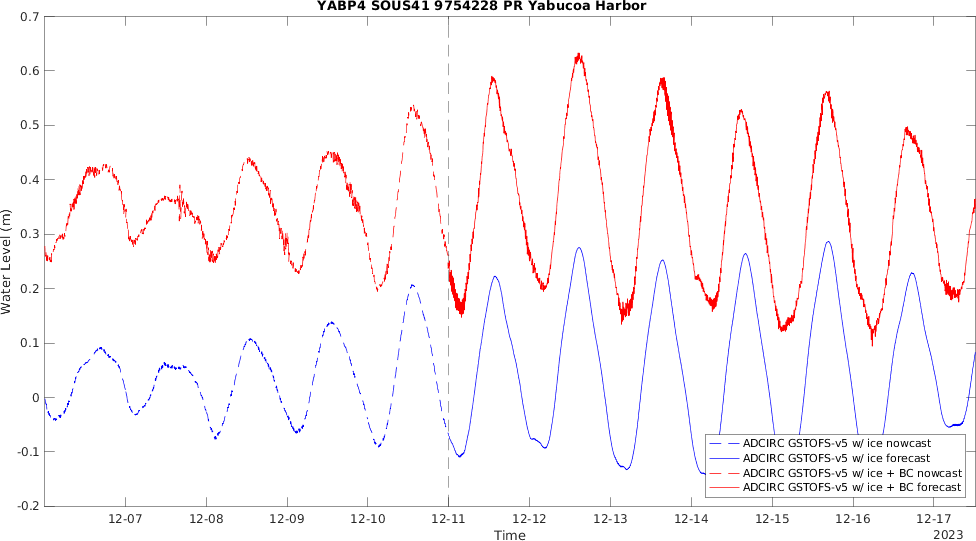 YABP4 SOUS41 9754228 PR Yabucoa Harbor
0.7
0.6
0.5
0.4
0.3
0.2
0.1
0
-0.1
-0.2
Water Level (m)
ADCIRC GSTOFS-v5 w/ ice nowcast
ADCIRC GSTOFS-v5 w/ ice forecast
ADCIRC GSTOFS-v5 w/ ice + BC nowcast
ADCIRC GSTOFS-v5 w/ ice + BC forecast
12-07 12-08 12-09 12-10 12-11 12-12 12-13 12-14 12-15 12-16 12-17
Time
2023